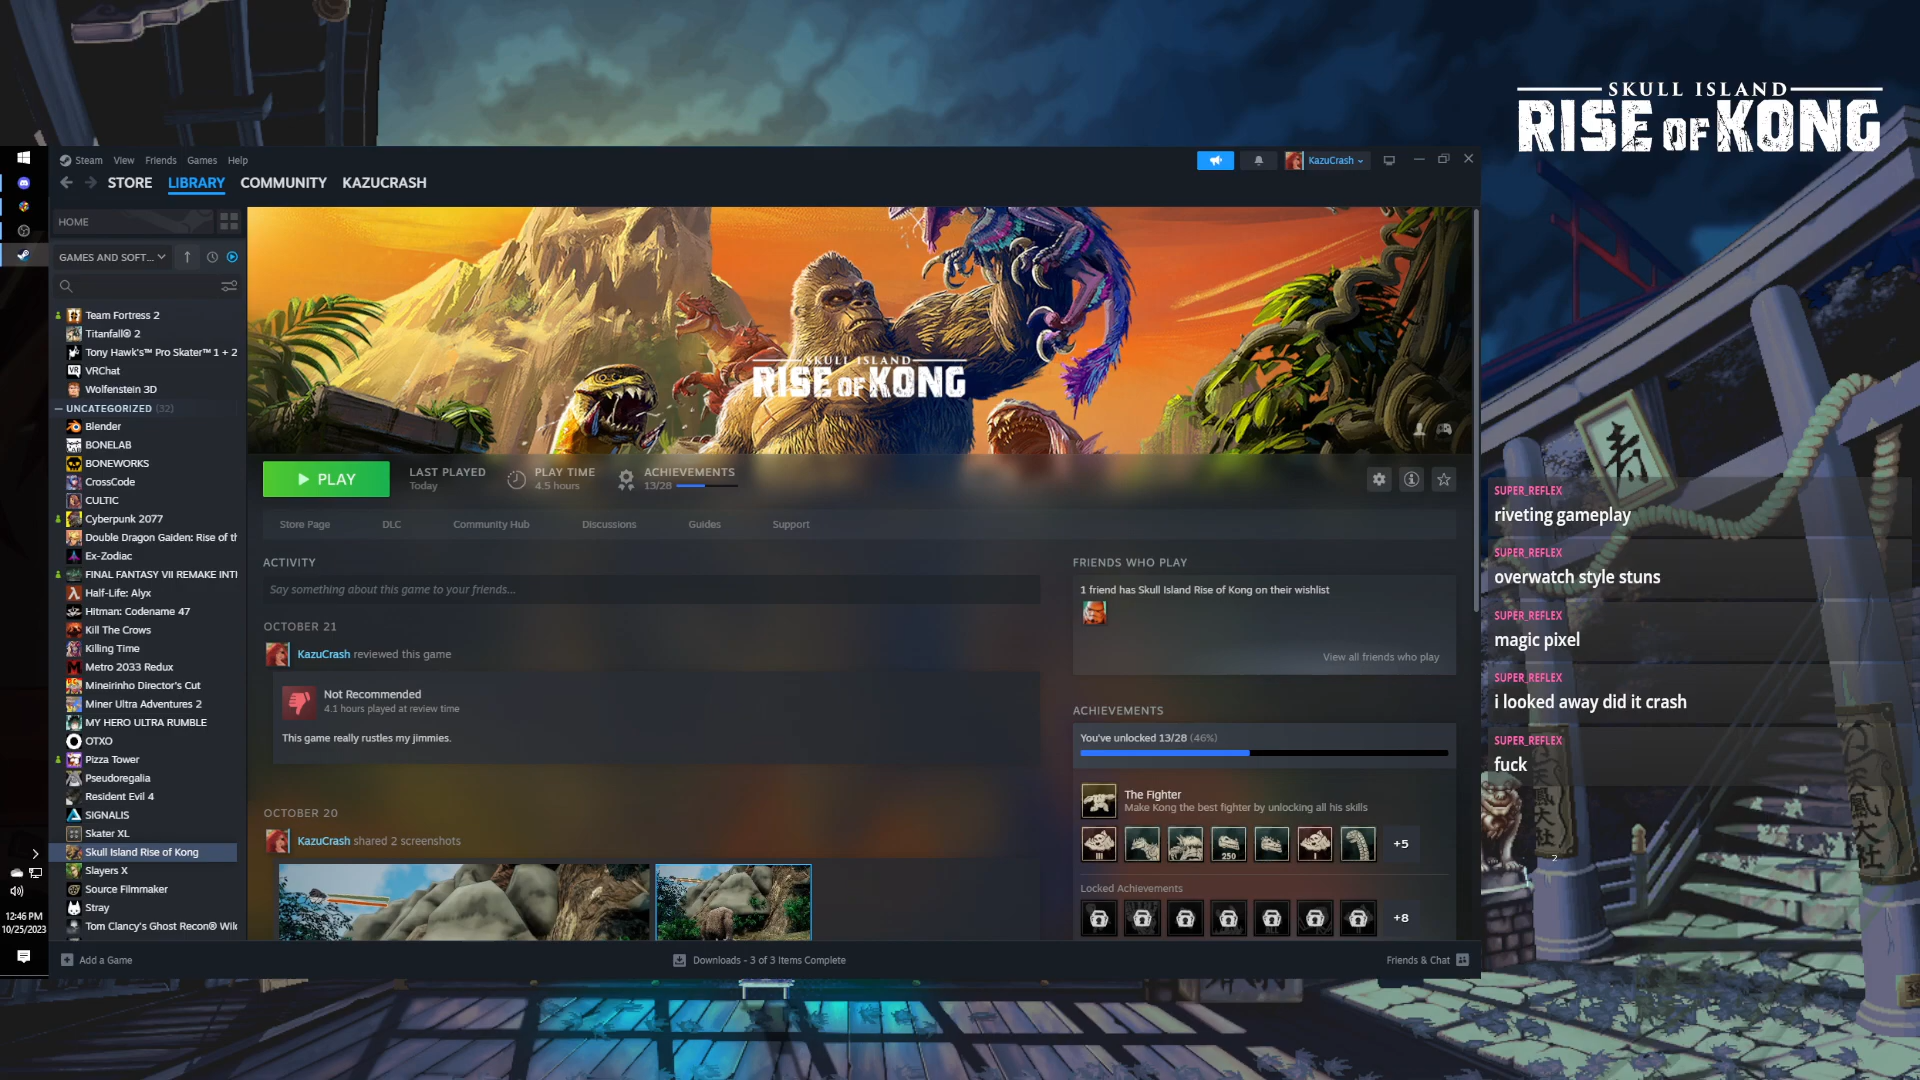 SKULL ISLAND
RISE OF KONG
Steam View Friends Games Help
KazuCrash
STORE LIBRARY COMMUNITY KAZUCRASH
HOME
GAMES AND SOFT...
Team Fortress 2
Titanfall® 2
Tony Hawk's™ Pro Skater™ 1 + 2
VRChat
Wolfenstein 3D
UNCATEGORIZED (32)
Blender
BONELAB
BONEWORKS
CrossCode
CULTIC
Cyberpunk 2077
Double Dragon Gaiden: Rise of th
Ex-Zodiac
FINAL FANTASY VII REMAKE INTI
Half-Life: Alyx
Hitman: Codename 47
Kill The Crows
Killing Time
Metro 2033 Redux
Mineirinho Director's Cut
Miner Ultra Adventures 2
MY HERO ULTRA RUMBLE
OTXO
Pizza Tower
Pseudoregalia
Resident Evil 4
SIGNALIS
Skater XL
Skull Island Rise of Kong
Slayers X
Source Filmmaker
Stray
Tom Clancy's Ghost Recon® Wilc
12:46 PM
10/25/2023
Add a Game
SKULL ISLAND
RISE OF KONG
PLAY
LAST PLAYED
Today
PLAY TIME
4.5 hours
ACHIEVEMENTS
13/28
Store Page DLC Community Hub Discussions Guides Support
ACTIVITY
Say something about this game to your friends...
OCTOBER 21
KazuCrash reviewed this game
Not Recommended
4.1 hours played at review time
This game really rustles my jimmies.
OCTOBER 20
KazuCrash shared 2 screenshots
FRIENDS WHO PLAY
1 friend has Skull Island Rise of Kong on their wishlist
View all friends who play
ACHIEVEMENTS
You've unlocked 13/28 (46%)
The Fighter
Make Kong the best fighter by unlocking all his skills
III
250
I
+5
Locked Achievements
+8
Downloads - 3 of 3 Items Complete
Friends & Chat
SUPER_REFLEX
riveting gameplay
SUPER_REFLEX
overwatch style stuns
SUPER_REFLEX
magic pixel
SUPER_REFLEX
i looked away did it crash
SUPER_REFLEX
fuck
2